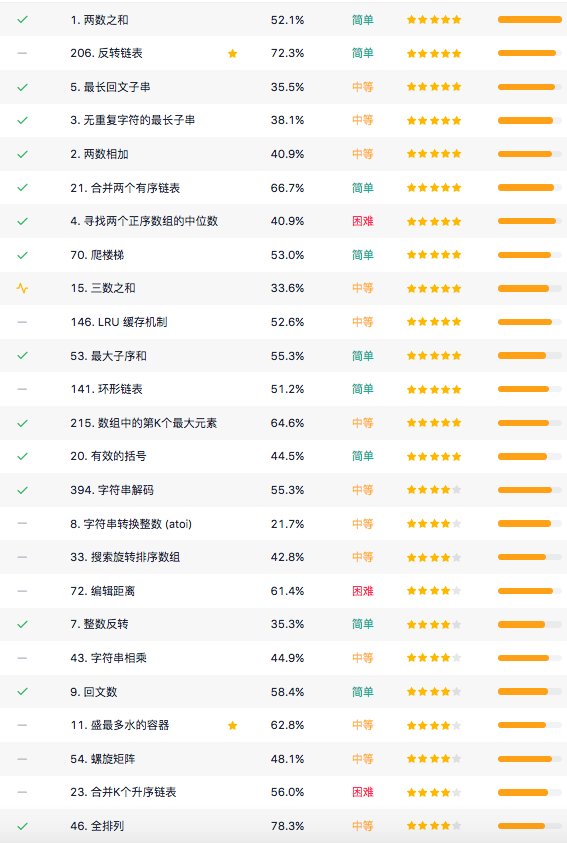 1. 两数之和 52.1% 简单
206. 反转链表 72.3% 简单
5. 最长回文子串 35.5% 中等
3. 无重复字符的最长子串 38.1% 中等
2. 两数相加 40.9% 中等
21. 合并两个有序链表 66.7% 简单
4. 寻找两个正序数组的中位数 40.9% 困难
70. 爬楼梯 53.0% 简单
15. 三数之和 33.6% 中等
146. LRU 缓存机制 52.6% 中等
53. 最大子序和 55.3% 简单
141. 环形链表 51.2% 简单
215. 数组中的第K个最大元素 64.6% 中等
20. 有效的括号 44.5% 简单
394. 字符串解码 55.3% 中等
8. 字符串转换整数 (atoi) 21.7% 中等
33. 搜索旋转排序数组 42.8% 中等
72. 编辑距离 61.4% 困难
7. 整数反转 35.3% 简单
43. 字符串相乘 44.9% 中等
9. 回文数 58.4% 简单
11. 盛最多水的容器 62.8% 中等
54. 螺旋矩阵 48.1% 中等
23. 合并K个升序链表 56.0% 困难
46. 全排列 78.3% 中等